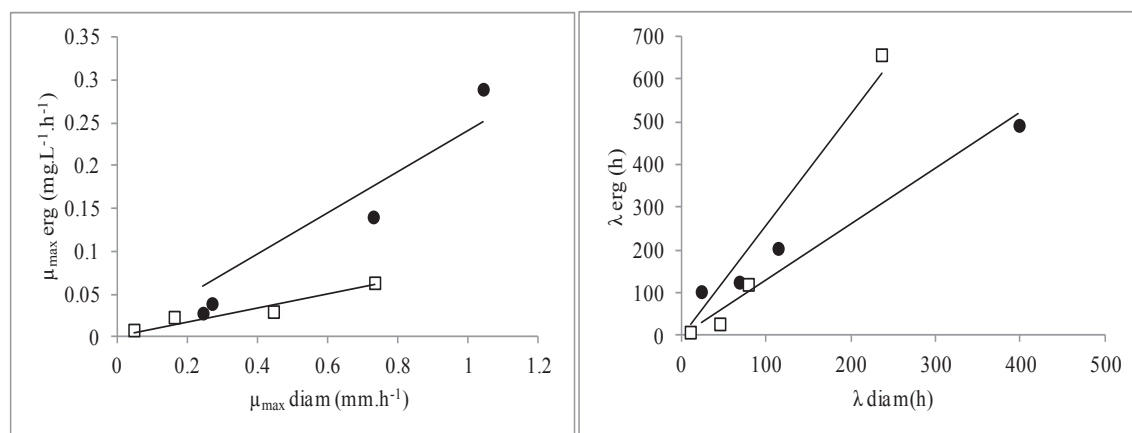 0.35
0.3
0.25
0.2
0.15
0.1
0.05
0
0 0.2 0.4 0.6 0.8 1 1.2
μmax erg (mg.L-1.h-1)
μmax diam (mm.h-1)
700
600
500
400
300
200
100
0
0 100 200 300 400 500
λ erg (h)
λ diam(h)